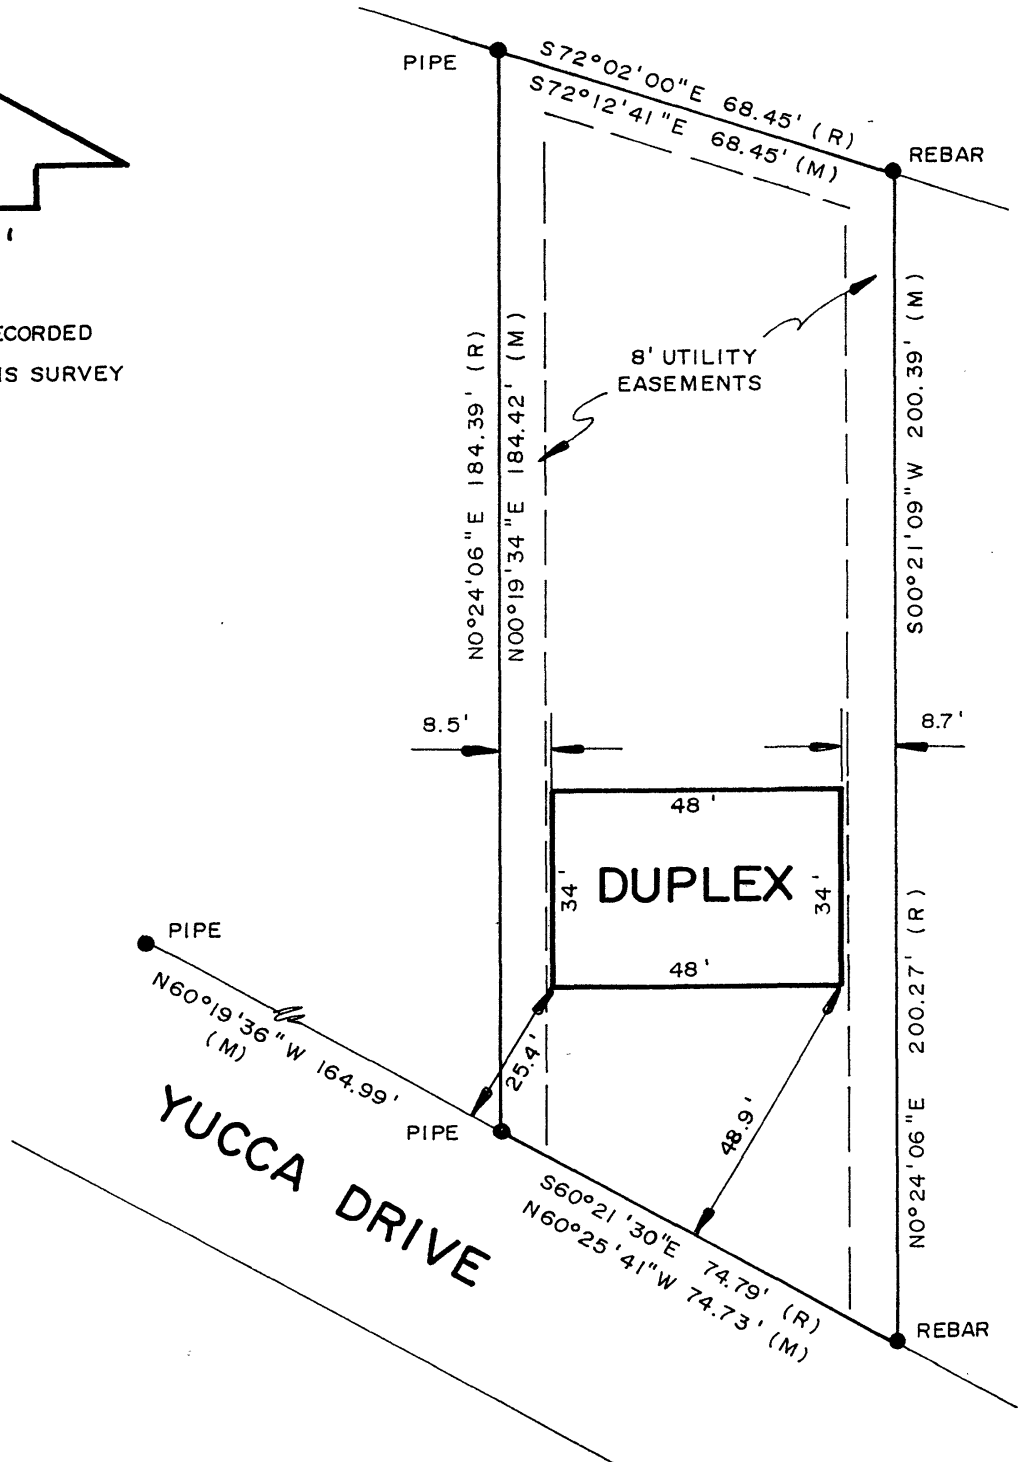 PIPE
S72°02'00"E 68.45' (R)
S72°12'41"E 68.45' (M)
REBAR
'
ECORDED
IS SURVEY
8' UTILITY
EASEMENTS
N0°24'06"E 184.39' (R)
N00°19'34"E 184.42' (M)
S00°21'09"W 200.39' (M)
8.5'
8.7'
48'
34'
DUPLEX
34'
48'
PIPE
N60°19'36"W 164.99'
(M)
25.4'
48.9'
N0°24'06"E 200.27' (R)
YUCCA DRIVE
PIPE
S60°21'30"E 74.79' (R)
N60°25'41"W 74.73' (M)
REBAR